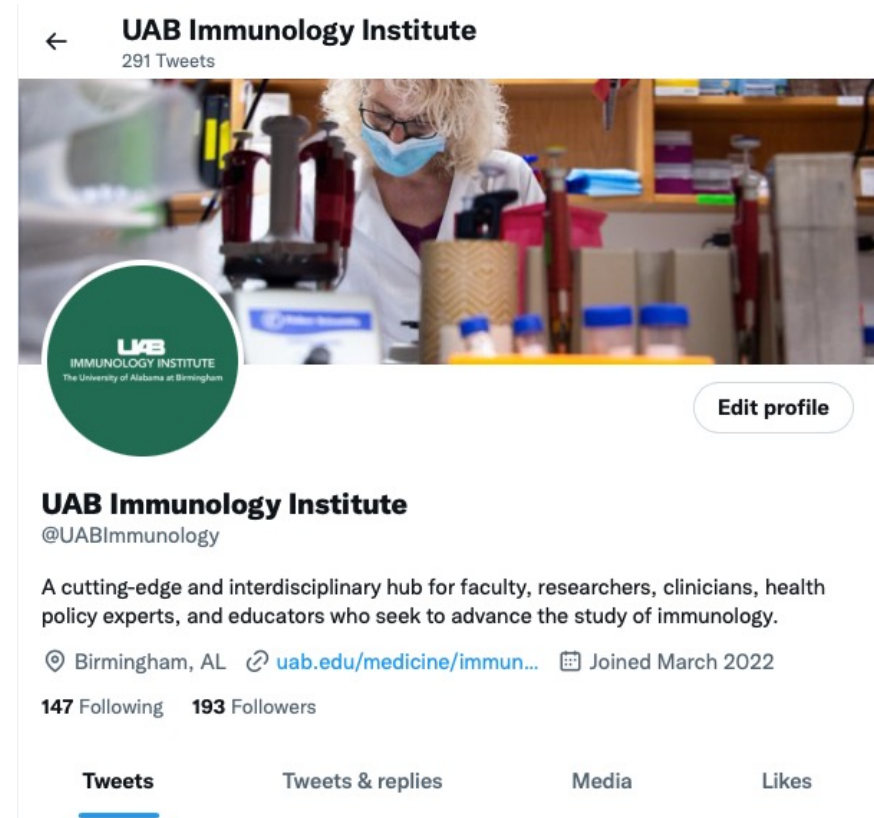 UAB Immunology Institute
291 Tweets
UAB
IMMUNOLOGY INSTITUTE
The University of Alabama at Birmingham
Edit profile
UAB Immunology Institute
@UABImmunology
A cutting-edge and interdisciplinary hub for faculty, researchers, clinicians, health
policy experts, and educators who seek to advance the study of immunology.
Birmingham, AL uab.edu/medicine/immun... Joined March 2022
147 Following 193 Followers
Tweets Tweets & replies Media Likes